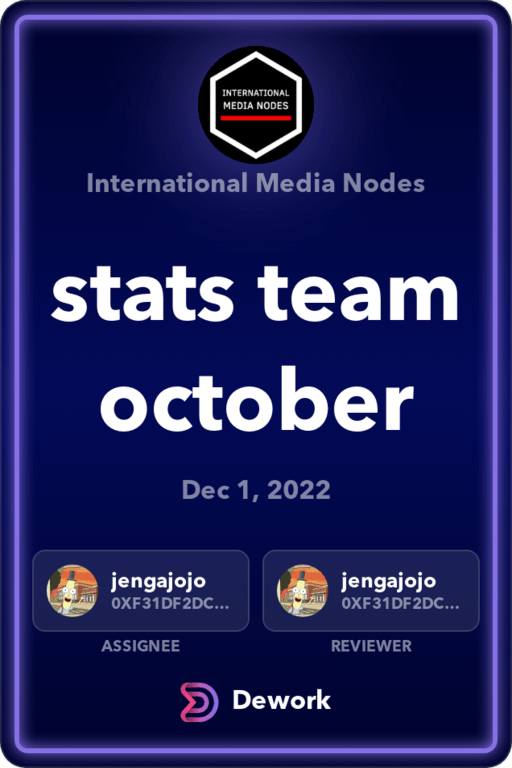 INTERNATIONAL
MEDIA NODES
International Media Nodes
stats team
october
Dec 1, 2022
jengajojo
0XF31DF2DC...
ASSIGNEE
jengajojo
0XF31DF2DC...
REVIEWER
Dework